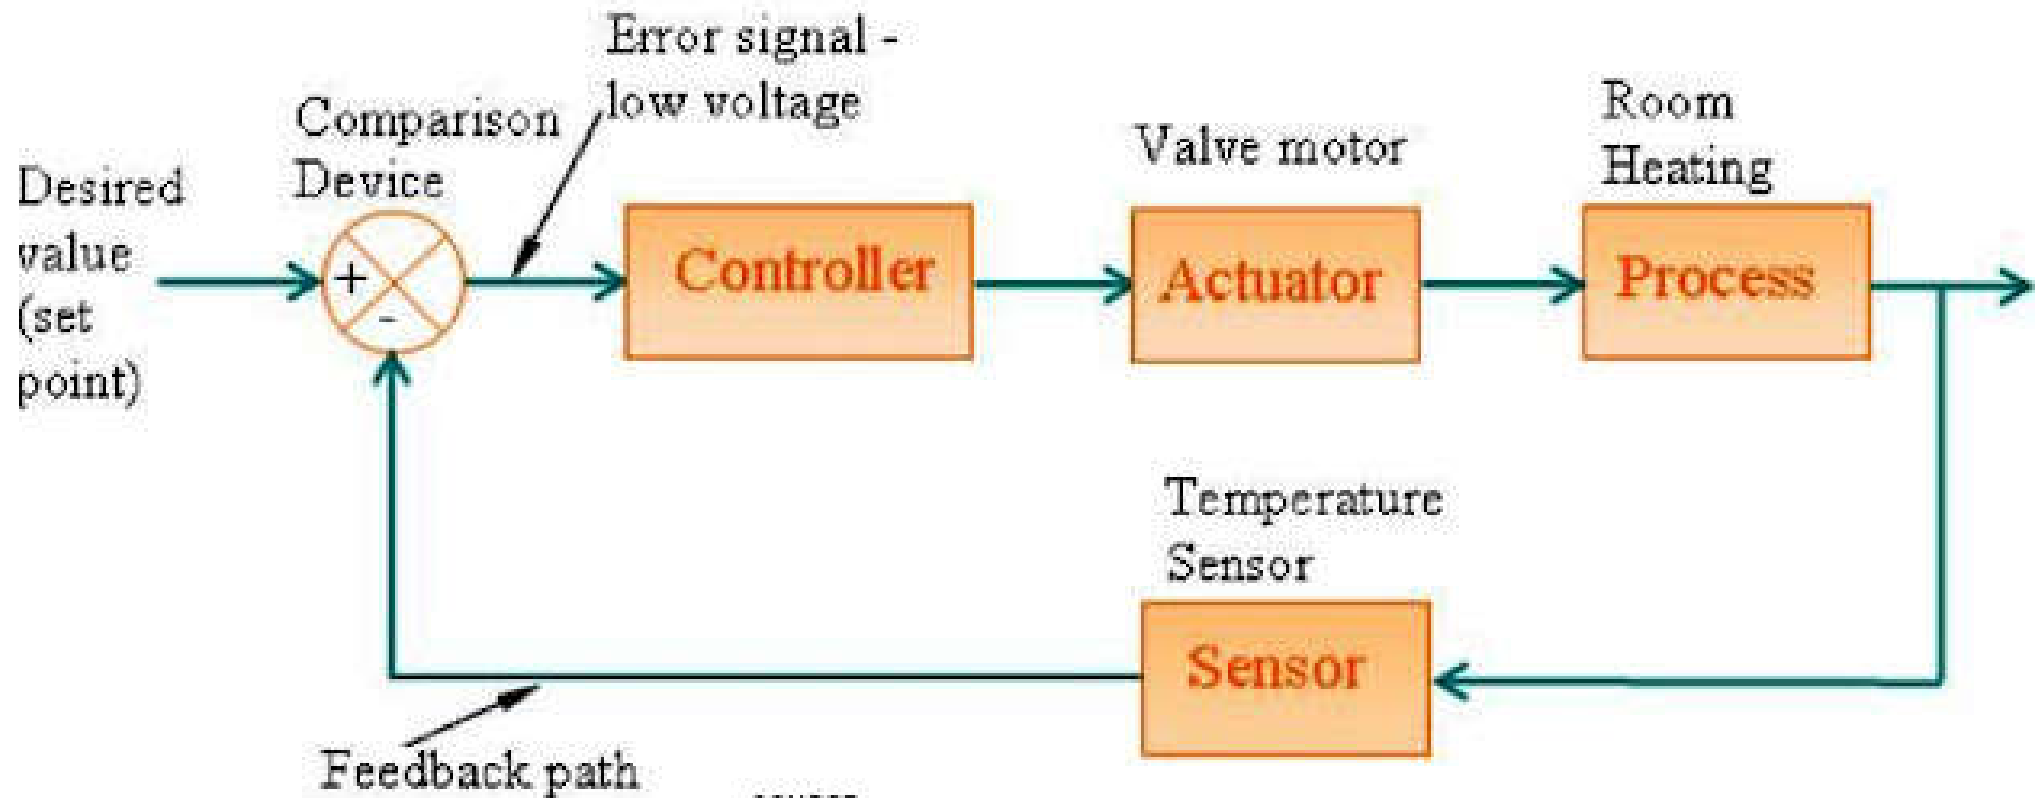 Error signal -
low voltage
Comparison
Device
Desired
value
(set
point)
+
-
Controller
Valve motor
Actuator
Room
Heating
Process
Temperature
Sensor
Sensor
Feedback path